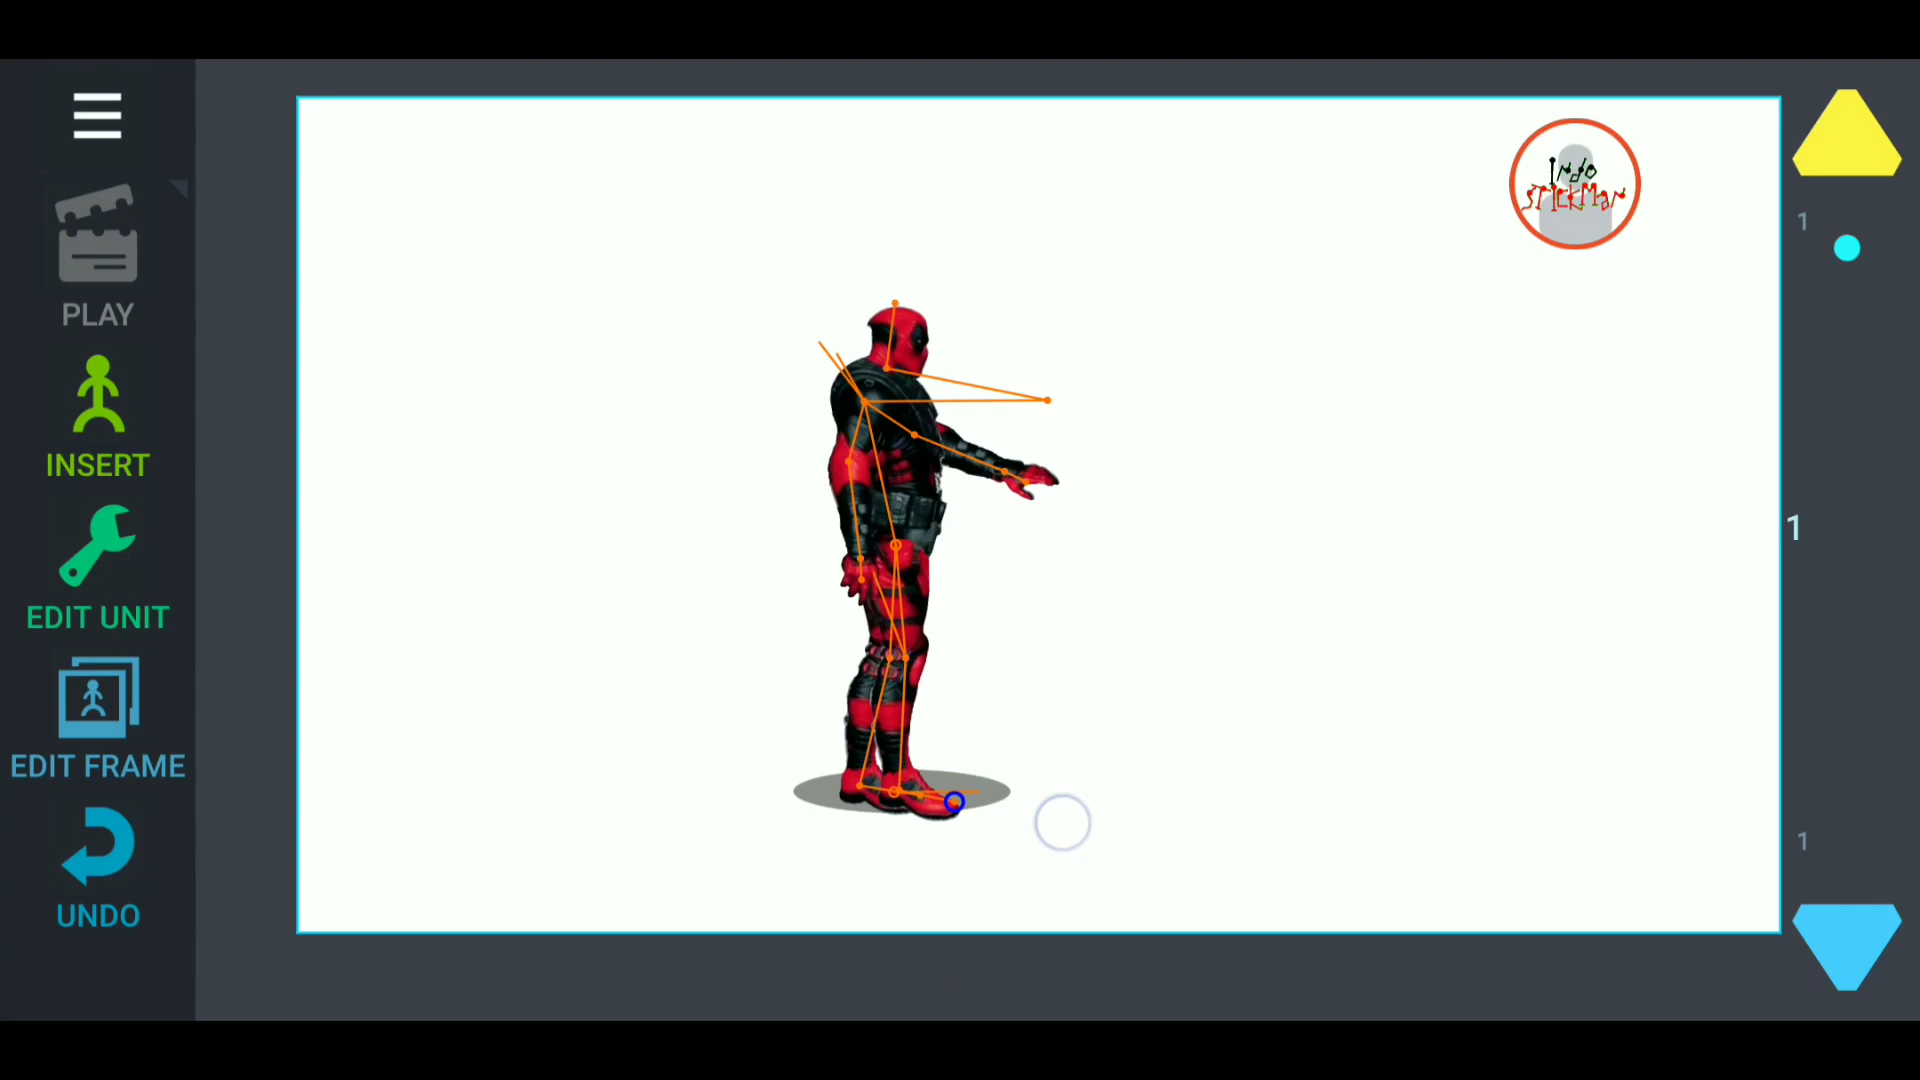 PLAY
INSERT
EDIT UNIT
EDIT FRAME
UNDO
Indo
STICKMAN
1
1
1